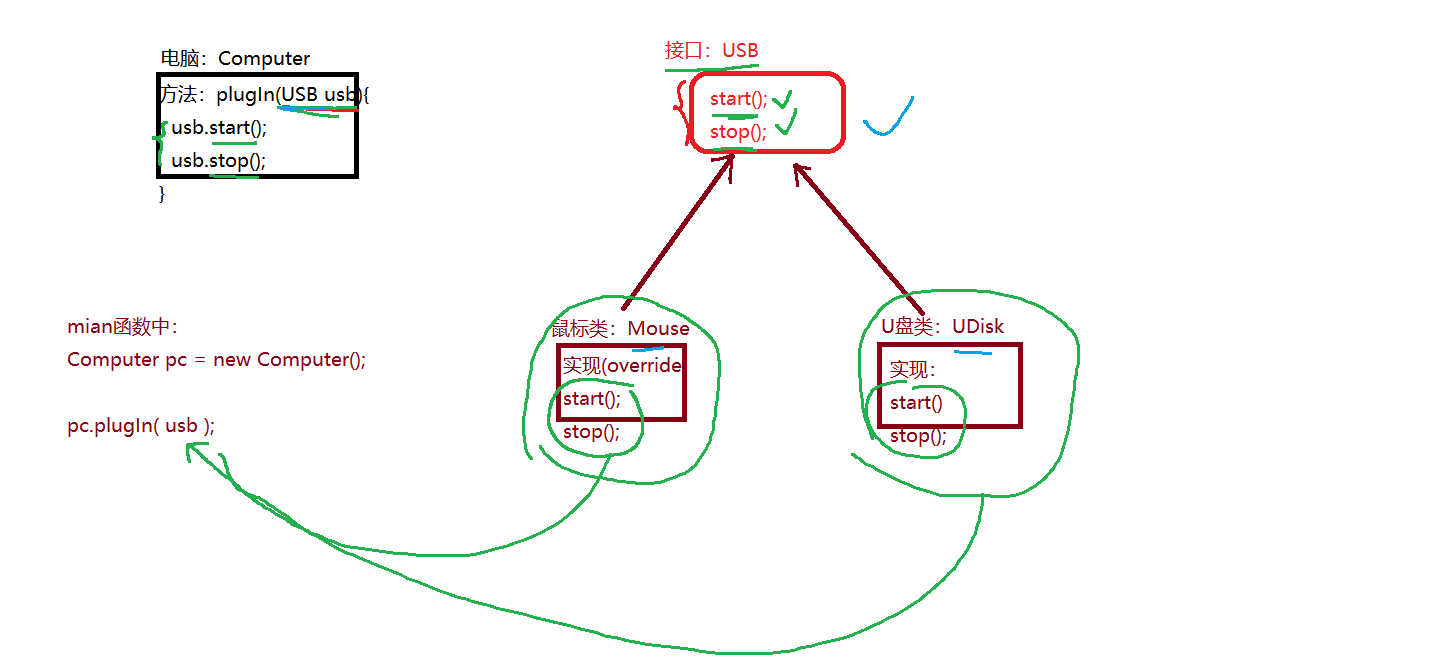 电脑：Computer
方法：plugIn(USB usb){
usb.start();
usb.stop();
}
接口：USB
start();
stop();
mian函数中：
Computer pc = new Computer();
pc.plugIn( usb );
鼠标类：Mouse
实现(override
start();
stop();
U盘类：UDisk
实现：
start()
stop();